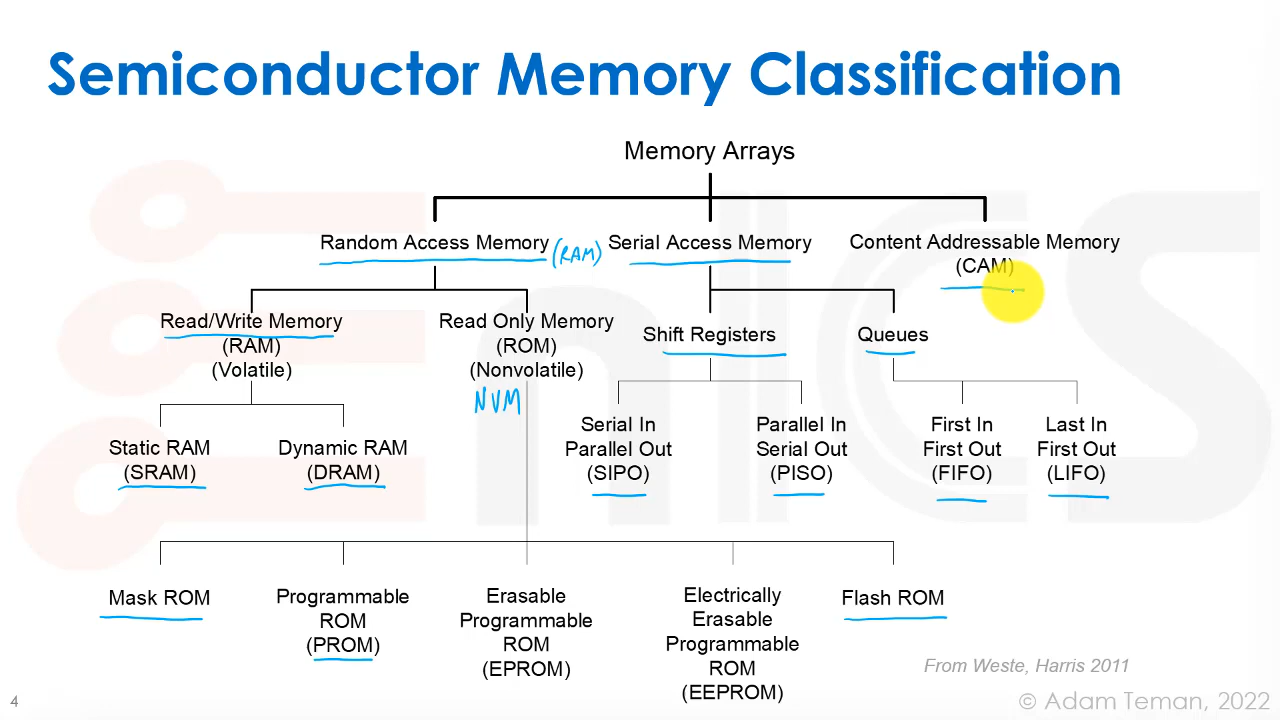 Semiconductor Memory Classification
Memory Arrays
Random Access Memory (RAM)
Serial Access Memory
Content Addressable Memory
(CAM)
Read/Write Memory
(RAM)
(Volatile)
Read Only Memory
(ROM)
(Nonvolatile)
NVM
Shift Registers
Queues
Static RAM
(SRAM)
Dynamic RAM
(DRAM)
Serial In
Parallel Out
(SIPO)
Parallel In
Serial Out
(PISO)
First In
First Out
(FIFO)
Last In
First Out
(LIFO)
Mask ROM
Programmable
ROM
(PROM)
Erasable
Programmable
ROM
(EPROM)
Electrically
Erasable
Programmable
ROM
(EEPROM)
Flash ROM
From Weste, Harris 2011
4
© Adam Teman, 2022
nICS